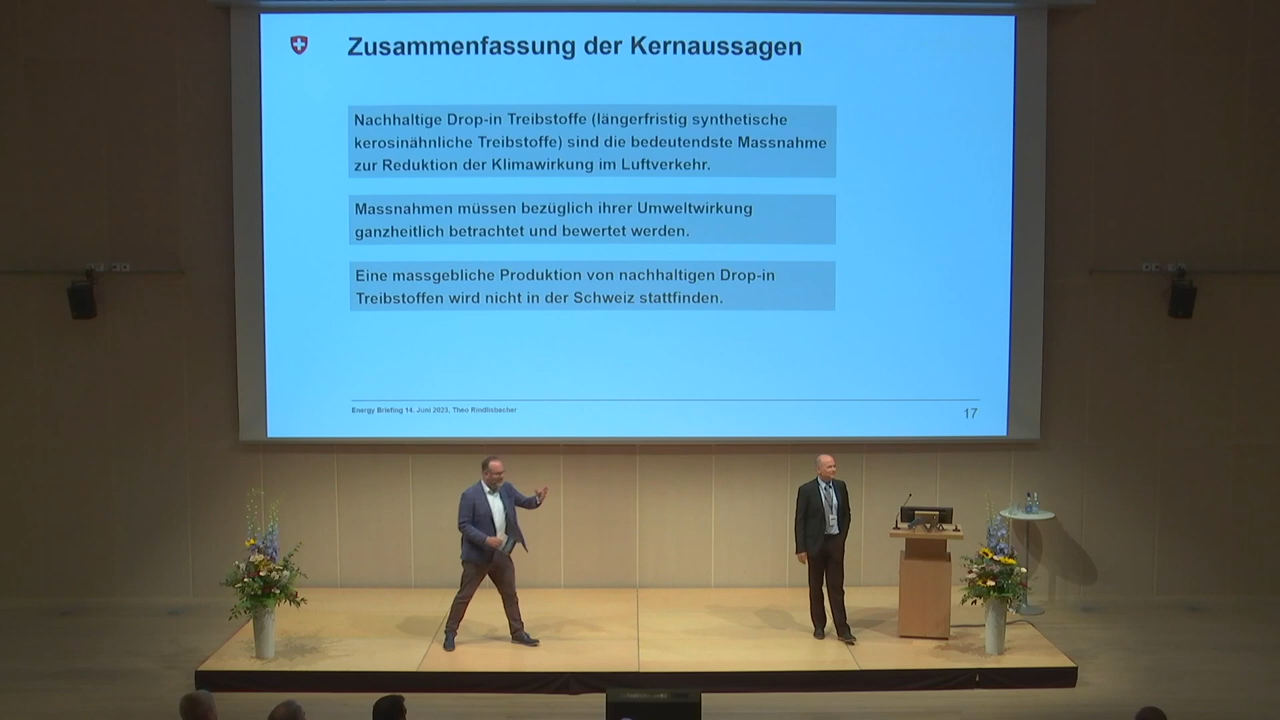 Zusammenfassung der Kernaussagen
Nachhaltige Drop-in Treibstoffe (längerfristig synthetische
kerosinähnliche Treibstoffe) sind die bedeutendste Massnahme
zur Reduktion der Klimawirkung im Luftverkehr.
Massnahmen müssen bezüglich ihrer Umweltwirkung
ganzheitlich betrachtet und bewertet werden.
Eine massgebliche Produktion von nachhaltigen Drop-in
Treibstoffen wird nicht in der Schweiz stattfinden.
Energy Briefing 14. Juni 2023, Theo Rindlisbacher
17